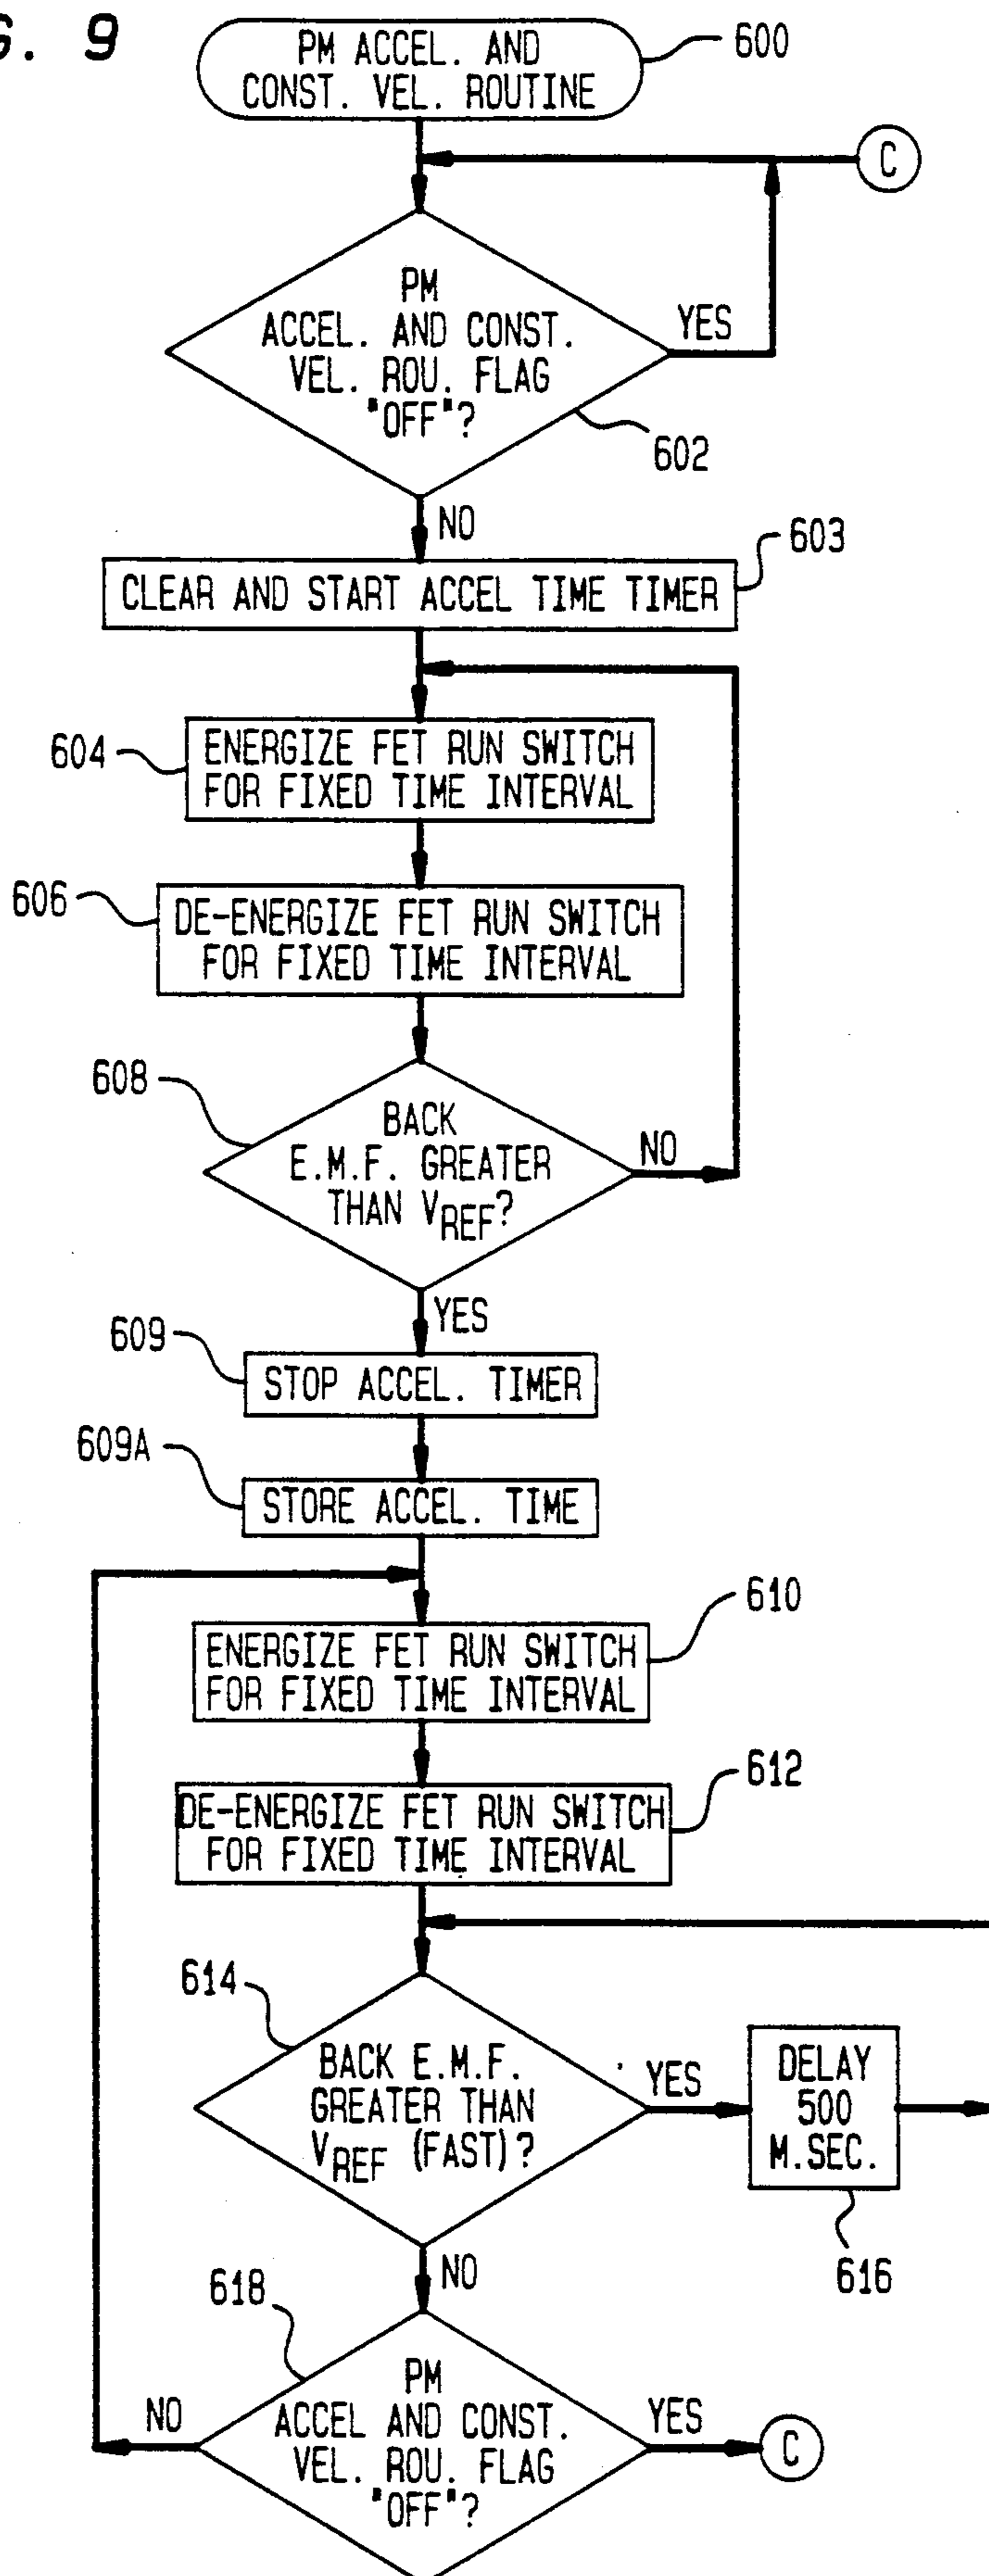 G. 9
PM ACCEL. AND
CONST. VEL. ROUTINE
600
C
PM
ACCEL. AND CONST.
VEL. ROU. FLAG
"OFF"?
YES
602
NO
603
CLEAR AND START ACCEL TIME TIMER
604
ENERGIZE FET RUN SWITCH
FOR FIXED TIME INTERVAL
606
DE-ENERGIZE FET RUN SWITCH
FOR FIXED TIME INTERVAL
608
BACK
E.M.F. GREATER
THAN VREF?
NO
YES
609
STOP ACCEL. TIMER
609A
STORE ACCEL. TIME
610
ENERGIZE FET RUN SWITCH
FOR FIXED TIME INTERVAL
612
DE-ENERGIZE FET RUN SWITCH
FOR FIXED TIME INTERVAL
614
BACK E.M.F.
GREATER THAN
VREF (FAST)?
YES
DELAY
500
M.SEC.
616
NO
618
PM
ACCEL AND CONST.
VEL. ROU. FLAG
"OFF"?
NO
YES
C